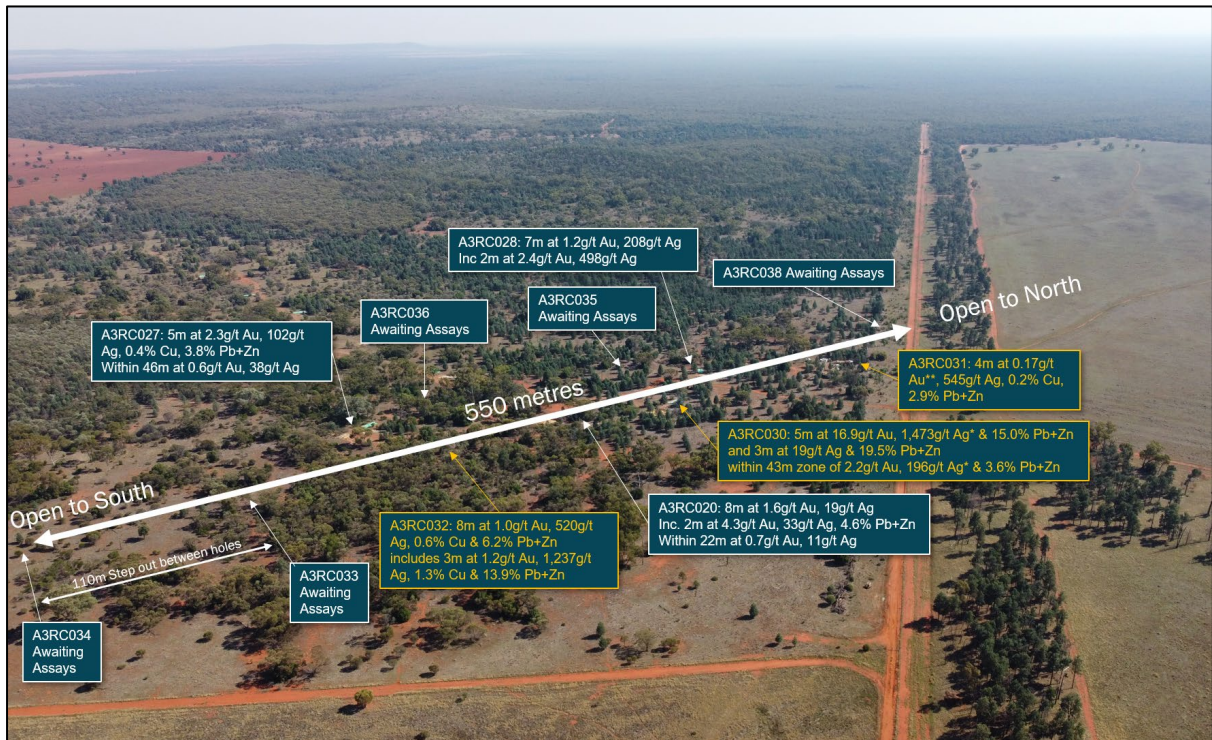 A3RC028: 7m at 1.2g/t Au, 208g/t Ag
Inc 2m at 2.4g/t Au, 498g/t Ag
A3RC038 Awaiting Assays
Open to North
A3RC035
Awaiting Assays
A3RC036
Awaiting Assays
A3RC027: 5m at 2.3g/t Au, 102g/t
Ag, 0.4% Cu, 3.8% Pb+Zn
Within 46m at 0.6g/t Au, 38g/t Ag
A3RC031: 4m at 0.17g/t
Au**, 545g/t Ag, 0.2% Cu,
2.9% Pb+Zn
550 metres
A3RC030: 5m at 16.9g/t Au, 1,473g/t Ag* & 15.0% Pb+Zn
and 3m at 19g/t Ag & 19.5% Pb+Zn
within 43m zone of 2.2g/t Au, 196g/t Ag* & 3.6% Pb+Zn
Open to South
A3RC020: 8m at 1.6g/t Au, 19g/t Ag
Inc. 2m at 4.3g/t Au, 33g/t Ag, 4.6% Pb+Zn
Within 22m at 0.7g/t Au, 11g/t Ag
A3RC032: 8m at 1.0g/t Au, 520g/t
Ag, 0.6% Cu & 6.2% Pb+Zn
includes 3m at 1.2g/t Au, 1,237g/t
Ag, 1.3% Cu & 13.9% Pb+Zn
110m Step out between holes
A3RC033
Awaiting
Assays
A3RC034
Awaiting
Assays